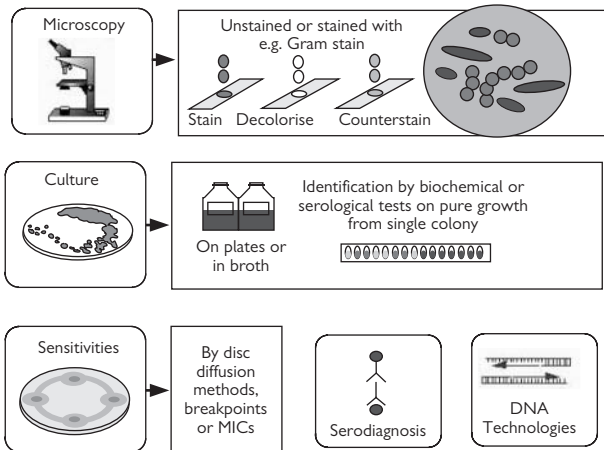 Microscopy
Unstained or stained with
e.g. Gram stain
Stain
Decolorise
Counterstain
Culture
On plates or
in broth
Identification by biochemical or
serological tests on pure growth
from single colony
Sensitivities
By disc
diffusion
methods,
breakpoints
or MICs
Serodiagnosis
DNA
Technologies